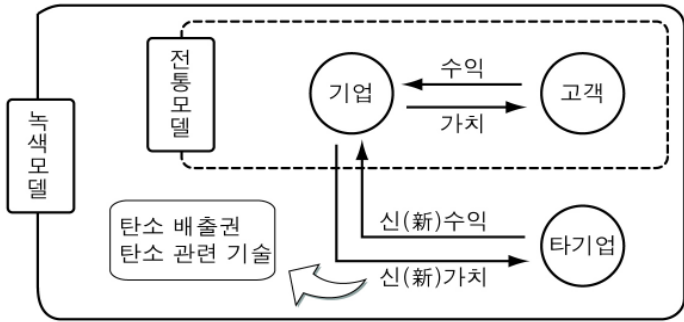 녹색모델
전통모델
기업
수익
가치
고객
탄소 배출권
탄소 관련 기술
신(新)수익
신(新)가치
타기업